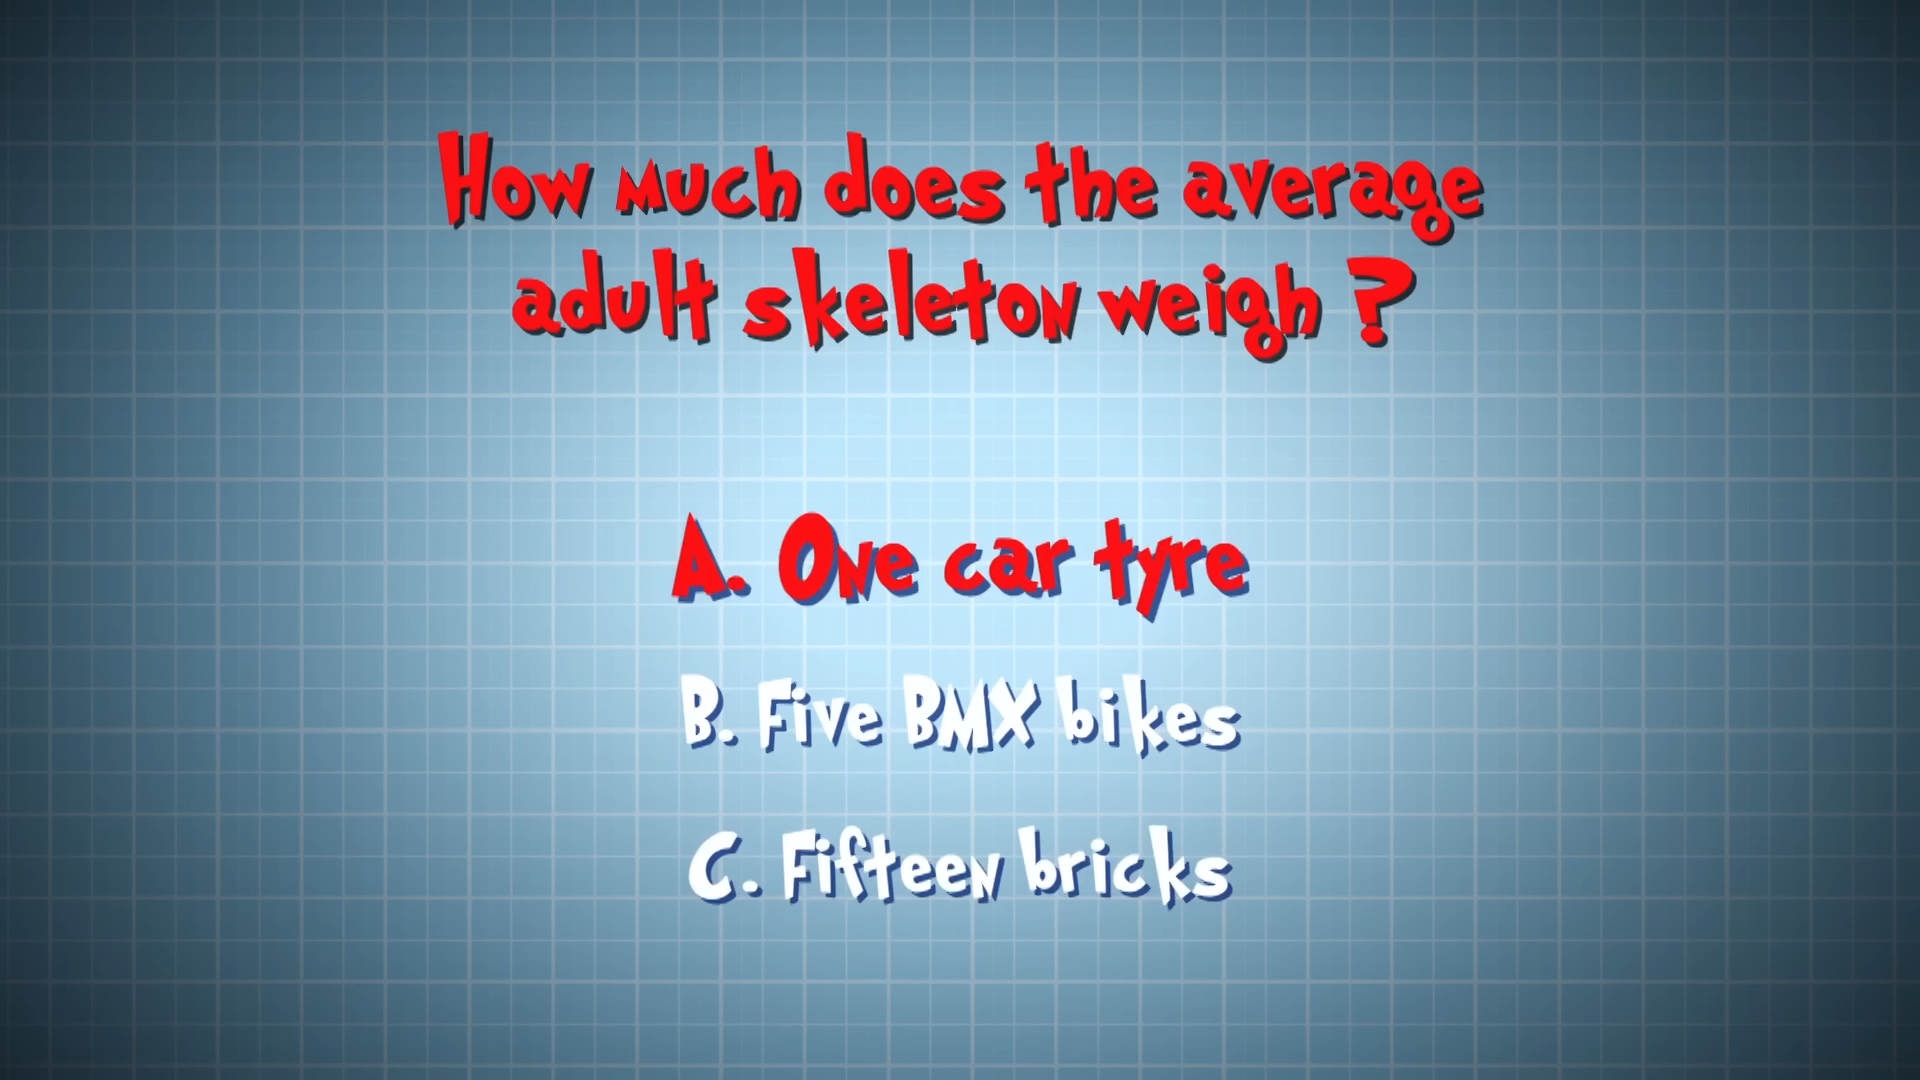 How much does the average
adult skeleton weigh ?
A. One car tyre
B. Five BMX bikes
C. Fifteen bricks